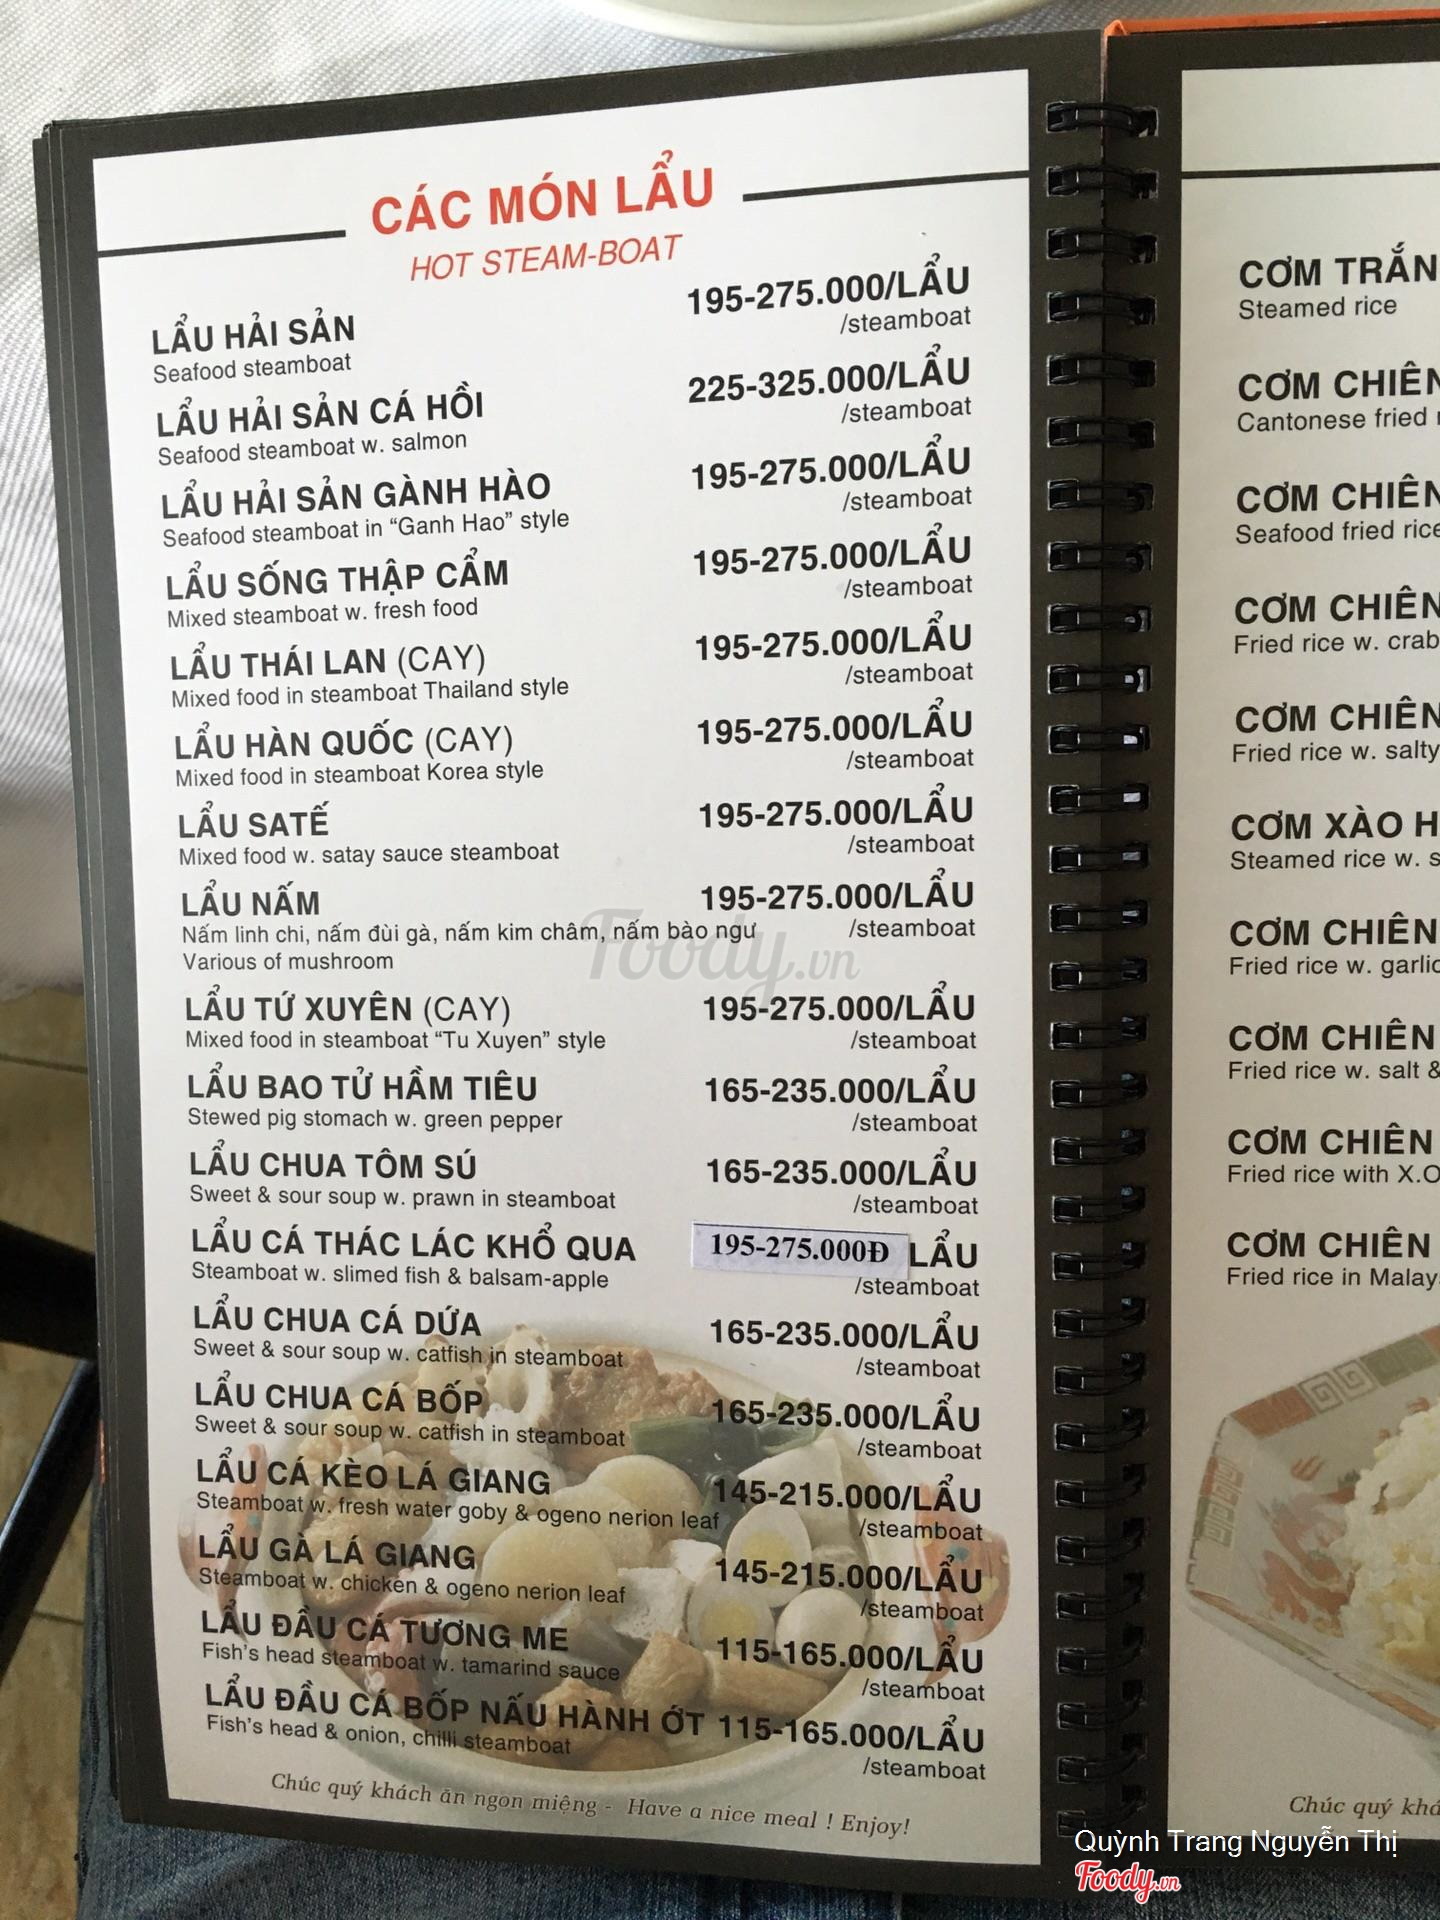 CÁC MÓN LẨU
HOT STEAM-BOAT
LẨU HẢI SẢN 195-275.000/LẨU
Seafood steamboat /steamboat
LẨU HẢI SẢN CÁ HỒI 225-325.000/LẨU
Seafood steamboat w. salmon /steamboat
LẨU HẢI SẢN GÀNH HÀO 195-275.000/LẨU
Seafood steamboat in “Ganh Hao” style /steamboat
LẨU SỐNG THẬP CẨM 195-275.000/LẨU
Mixed steamboat w. fresh food /steamboat
LẨU THÁI LAN (CAY) 195-275.000/LẨU
Mixed food in steamboat Thailand style /steamboat
LẨU HÀN QUỐC (CAY) 195-275.000/LẨU
Mixed food in steamboat Korea style /steamboat
LẨU SATẾ 195-275.000/LẨU
Mixed food w. satay sauce steamboat /steamboat
LẨU NẤM 195-275.000/LẨU
Nấm linh chi, nấm đùi gà, nấm kim châm, nấm bào ngư /steamboat
Various of mushroom
LẨU TỨ XUYÊN (CAY) 195-275.000/LẨU
Mixed food in steamboat “Tu Xuyen” style /steamboat
LẨU BAO TỬ HẦM TIÊU 165-235.000/LẨU
Stewed pig stomach w. green pepper /steamboat
LẨU CHUA TÔM SÚ 165-235.000/LẨU
Sweet & sour soup w. prawn in steamboat /steamboat
LẨU CÁ THÁC LÁC KHỔ QUA 195-275.000Đ LẨU
Steamboat w. slimed fish & balsam-apple /steamboat
LẨU CHUA CÁ DỨA 165-235.000/LẨU
Sweet & sour soup w. catfish in steamboat /steamboat
LẨU CHUA CÁ BỐP 165-235.000/LẨU
Sweet & sour soup w. catfish in steamboat /steamboat
LẨU CÁ KÈO LÁ GIANG 145-215.000/LẨU
Steamboat w. fresh water goby & ogeno nerion leaf /steamboat
LẨU GÀ LÁ GIANG 145-215.000/LẨU
Steamboat w. chicken & ogeno nerion leaf /steamboat
LẨU ĐẦU CÁ TƯƠNG ME 115-165.000/LẨU
Fish's head steamboat w. tamarind sauce /steamboat
LẨU ĐẦU CÁ BỐP NẤU HÀNH ỚT 115-165.000/LẨU
Fish's head & onion, chilli steamboat /steamboat
Chúc quý khách ăn ngon miệng - Have a nice meal ! Enjoy!
Foody.vn
CƠM TRẮN
Steamed rice
CƠM CHIÊN
Cantonese fried
CƠM CHIÊN
Seafood fried rice
CƠM CHIÊN
Fried rice w. crab
CƠM CHIÊN
Fried rice w. salty
CƠM XÀO H
Steamed rice w. s
CƠM CHIÊN
Fried rice w. garlic
CƠM CHIÊN
Fried rice w. salt &
CƠM CHIÊN
Fried rice with X.O
CƠM CHIÊN
Fried rice in Malay
Chúc quý khá
Quỳnh Trang Nguyễn Thị
Foody.vn